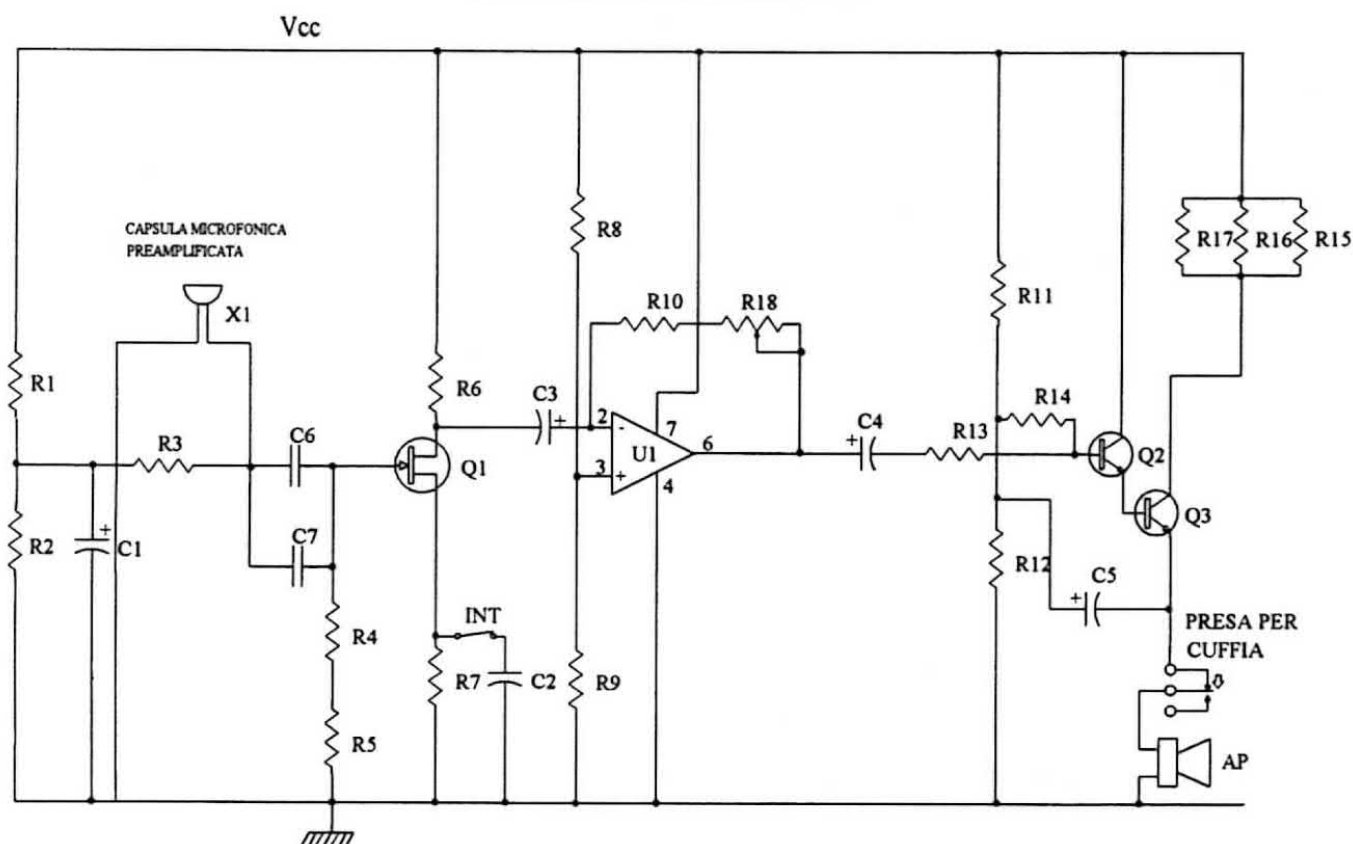 Vcc
CAPSULA MICROFONICA
PREAMPLIFICATA
X1
R1
R2
R3
C1
+
C6
C7
R4
R5
R6
Q1
INT
R7
C2
C3
+
R8
R9
R10
R18
2
-
3
+
U1
7
6
4
C4
+
R11
R12
R13
R14
Q2
Q3
R17
R16
R15
C5
+
PRESA PER
CUFFIA
AP